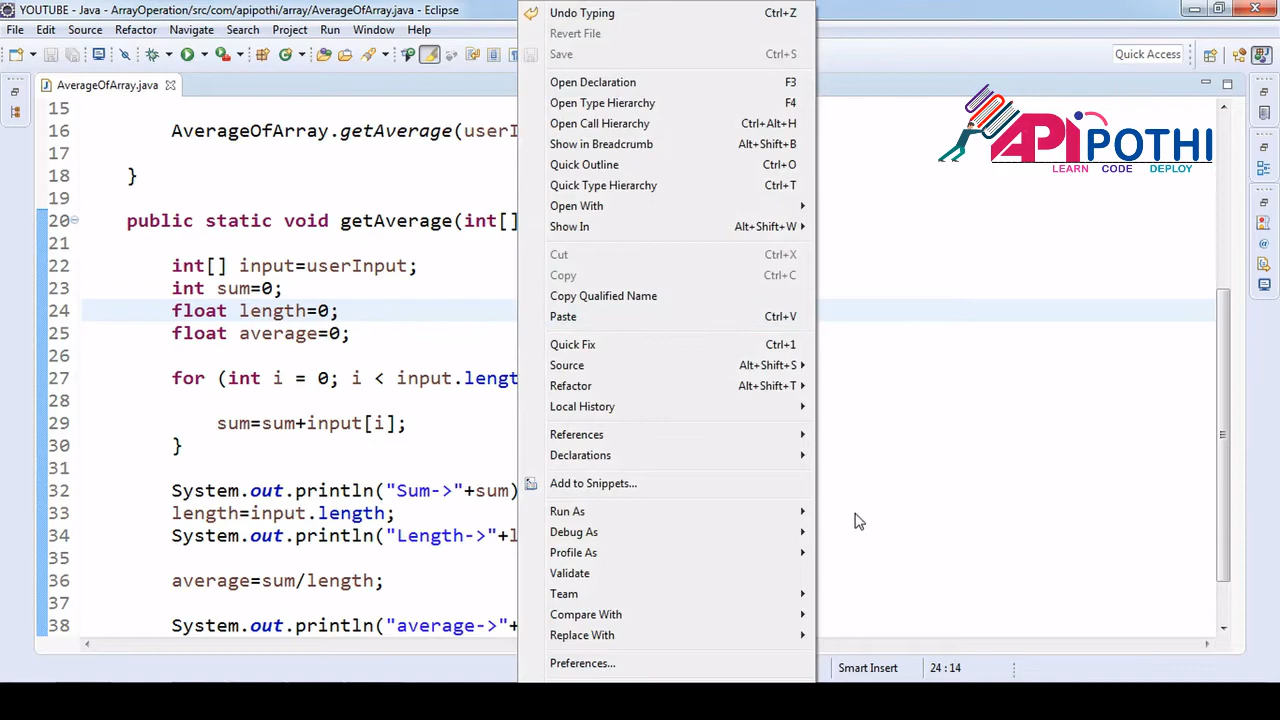 YOUTUBE - Java - ArrayOperation/src/com/apipothi/array/AverageOfArray.java - Eclipse
File Edit Source Refactor Navigate Search Project Run Window Help
Quick Access
AverageOfArray.java
15
16 AverageOfArray.getAverage(userI
17
18 }
19
20 public static void getAverage(int[]
21
22 int[] input=userInput;
23 int sum=0;
24 float length=0;
25 float average=0;
26
27 for (int i = 0; i < input.lengt
28
29 sum=sum+input[i];
30 }
31
32 System.out.println("Sum->"+sum)
33 length=input.length;
34 System.out.println("Length->"+l
35
36 average=sum/length;
37
38 System.out.println("average->"+
Undo Typing Ctrl+Z
Revert File
Save Ctrl+S
Open Declaration F3
Open Type Hierarchy F4
Open Call Hierarchy Ctrl+Alt+H
Show in Breadcrumb Alt+Shift+B
Quick Outline Ctrl+O
Quick Type Hierarchy Ctrl+T
Open With
Show In Alt+Shift+W
Cut Ctrl+X
Copy Ctrl+C
Copy Qualified Name
Paste Ctrl+V
Quick Fix Ctrl+1
Source Alt+Shift+S
Refactor Alt+Shift+T
Local History
References
Declarations
Add to Snippets...
Run As
Debug As
Profile As
Validate
Team
Compare With
Replace With
Preferences...
APiPOTHI
LEARN CODE DEPLOY
Smart Insert 24 : 14